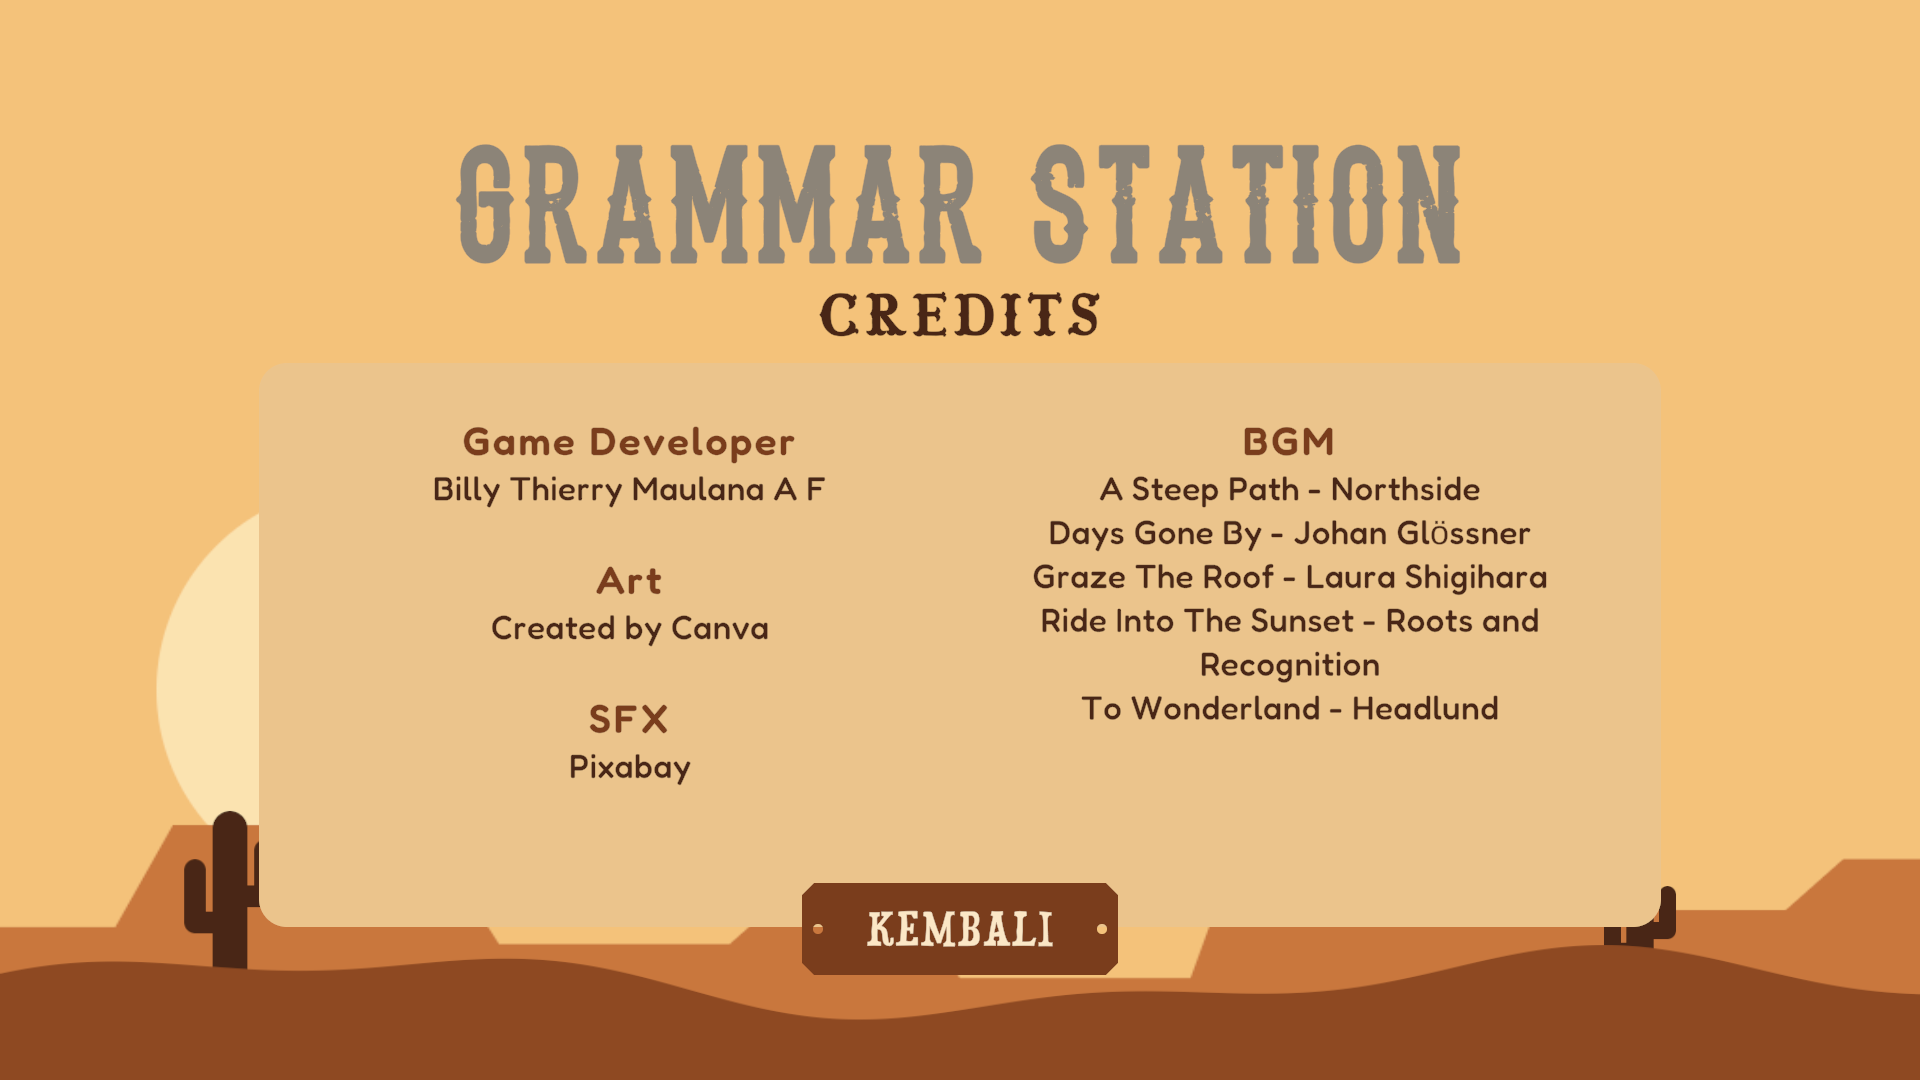 GRAMMAR STATION
CREDITS
Game Developer
Billy Thierry Maulana A F
Art
Created by Canva
SFX
Pixabay
BGM
A Steep Path - Northside
Days Gone By - Johan Glössner
Graze The Roof - Laura Shigihara
Ride Into The Sunset - Roots and
Recognition
To Wonderland - Headlund
KEMBALI